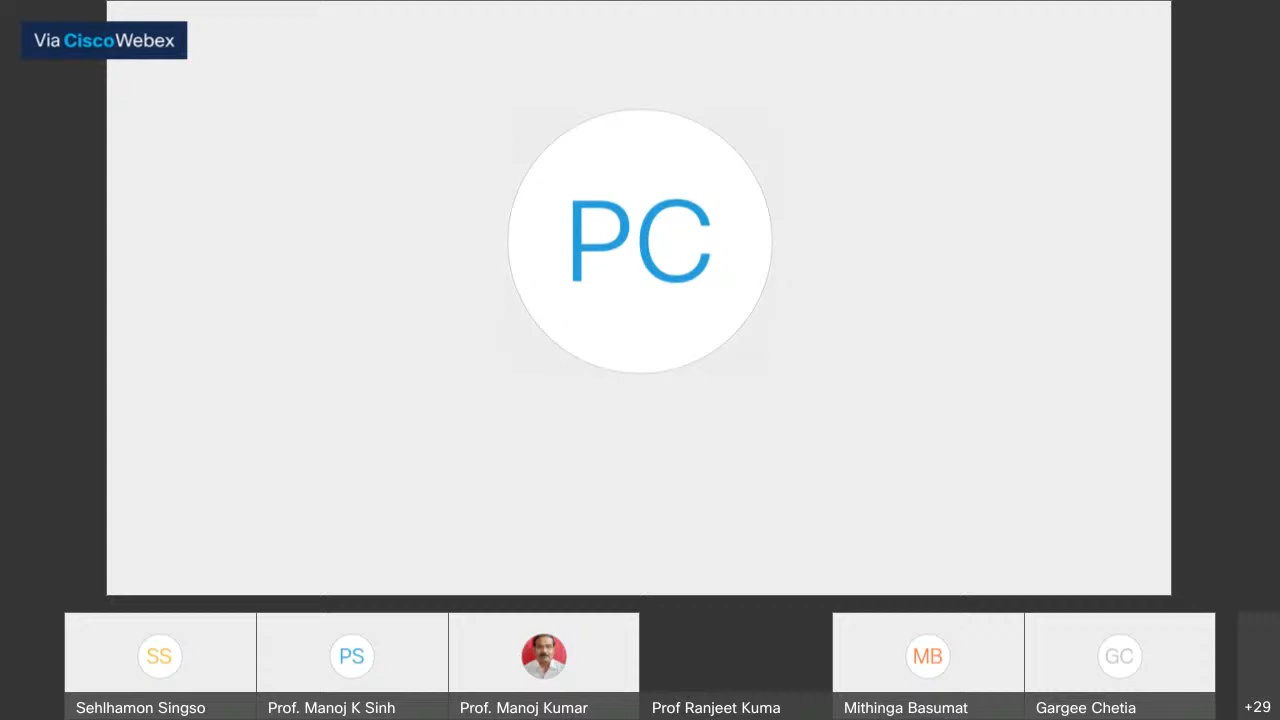 Via CiscoWebex
PC
SS
PS
MB
GC
Sehlhamon Singso
Prof. Manoj K Sinh
Prof. Manoj Kumar
Prof Ranjeet Kuma
Mithinga Basumat
Gargee Chetia
+29